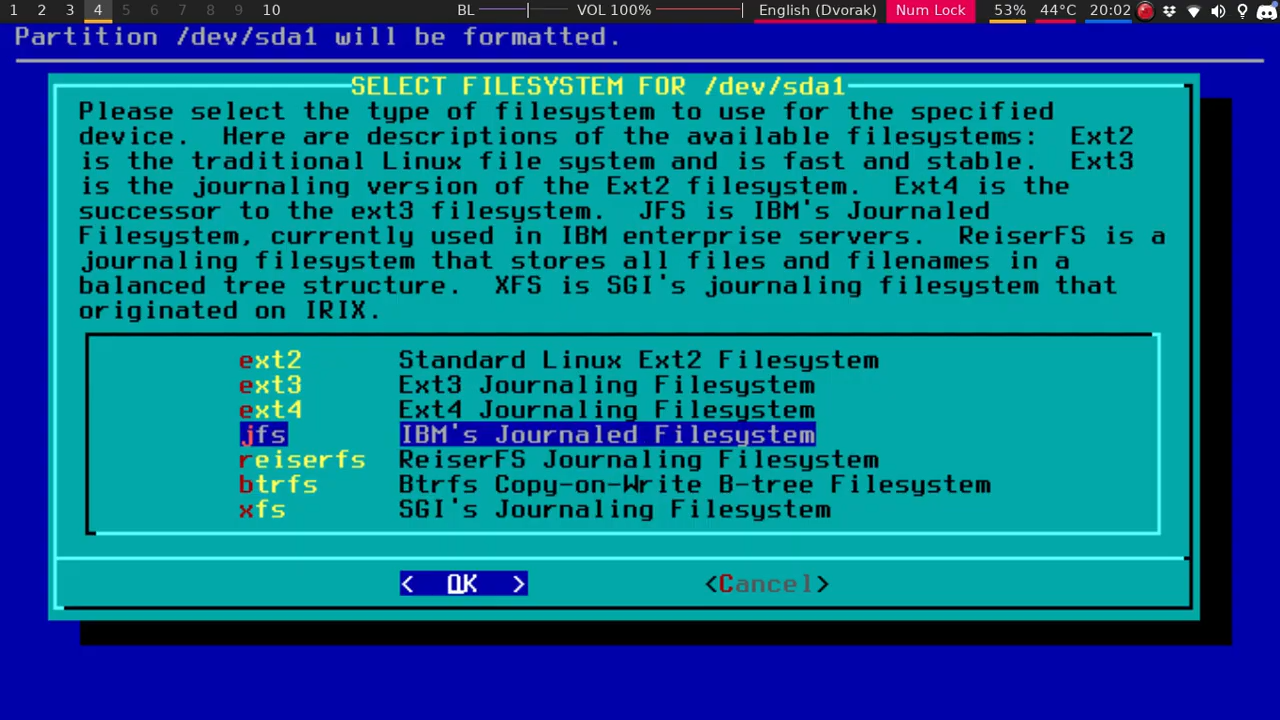 1 2 3 4 5 6 7 8 9 10 BL VOL 100% English (Dvorak) Num Lock 53% 44°C 20:02
Partition /dev/sda1 will be formatted.
SELECT FILESYSTEM FOR /dev/sda1
Please select the type of filesystem to use for the specified
device.  Here are descriptions of the available filesystems:  Ext2
is the traditional Linux file system and is fast and stable.  Ext3
is the journaling version of the Ext2 filesystem.  Ext4 is the
successor to the ext3 filesystem.  JFS is IBM's Journaled
Filesystem, currently used in IBM enterprise servers.  ReiserFS is a
journaling filesystem that stores all files and filenames in a
balanced tree structure.  XFS is SGI's journaling filesystem that
originated on IRIX.
ext2 Standard Linux Ext2 Filesystem
ext3 Ext3 Journaling Filesystem
ext4 Ext4 Journaling Filesystem
jfs IBM's Journaled Filesystem
reiserfs ReiserFS Journaling Filesystem
btrfs Btrfs Copy-on-Write B-tree Filesystem
xfs SGI's Journaling Filesystem
< OK > <Cancel>